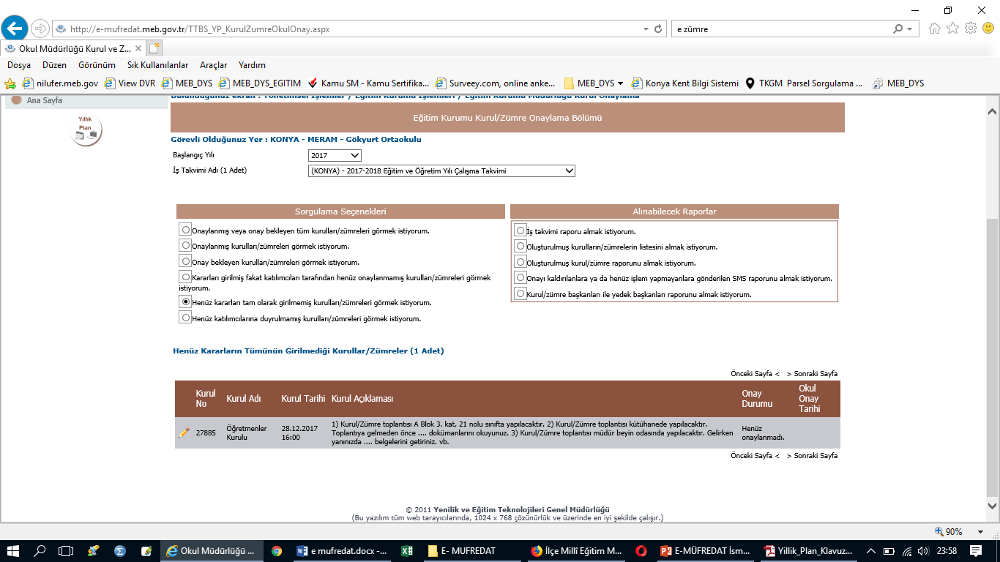 http://e-mufredat.meb.gov.tr/TTBS_YP_KurulZumreOkulOnay.aspx
e zümre
Okul Müdürlüğü Kurul ve Z...
Dosya Düzen Görünüm Sık Kullanılanlar Araçlar Yardım
nilufer.meb.gov View DVR MEB_DYS MEB_DYS_EGITIM Kamu SM - Kamu Sertifika... Surveey.com, online anke... MEB_DYS Konya Kent Bilgi Sistemi TKGM Parsel Sorgulama ... MEB_DYS
Bulunduğunuz ekran : Yönetimsel İşlemler / Eğitim Kurumu İşlemleri / Eğitim Kurumu Müdürlüğü Kurul Onaylama
Ana Sayfa
Yıllık
Plan
Eğitim Kurumu Kurul/Zümre Onaylama Bölümü
Görevli Olduğunuz Yer : KONYA - MERAM - Gökyurt Ortaokulu
Başlangıç Yılı 2017
İş Takvimi Adı (1 Adet) (KONYA) - 2017-2018 Eğitim ve Öğretim Yılı Çalışma Takvimi
Sorgulama Seçenekleri
Onaylanmış veya onay bekleyen tüm kurulları/zümreleri görmek istiyorum.
Onaylanmış kurulları/zümreleri görmek istiyorum.
Onay bekleyen kurulları/zümreleri görmek istiyorum.
Kararları girilmiş fakat katılımcıları tarafından henüz onaylanmamış kurulları/zümreleri görmek
istiyorum.
Henüz kararları tam olarak girilmemiş kurulları/zümreleri görmek istiyorum.
Henüz katılımcılarına duyrulmamış kurulları/zümreleri görmek istiyorum.
Alınabilecek Raporlar
İş takvimi raporu almak istiyorum.
Oluşturulmuş kurulların/zümrelerin listesini almak istiyorum.
Oluşturulmuş kurul/zümre raporunu almak istiyorum.
Onayı kaldırılanlara ya da henüz işlem yapmayanlara gönderilen SMS raporunu almak istiyorum.
Kurul/zümre başkanları ile yedek başkanları raporunu almak istiyorum.
Henüz Kararların Tümünün Girilmediği Kurullar/Zümreler (1 Adet)
Önceki Sayfa < > Sonraki Sayfa
Kurul
No
Kurul Adı
Kurul Tarihi
Kurul Açıklaması
Onay
Durumu
Okul
Onay
Tarihi
27885
Öğretmenler
Kurulu
28.12.2017
16:00
1) Kurul/Zümre toplantısı A Blok 3. kat, 21 nolu sınıfta yapılacaktır. 2) Kurul/Zümre toplantısı kütühanede yapılacaktır.
Toplantıya gelmeden önce .... dokümanlarını okuyunuz. 3) Kurul/Zümre toplantısı müdür beyin odasında yapılacaktır. Gelirken
yanınızda .... belgelerini getiriniz. vb.
Henüz
onaylanmadı.
Önceki Sayfa < > Sonraki Sayfa
© 2011 Yenilik ve Eğitim Teknolojileri Genel Müdürlüğü
(Bu yazılım tüm web tarayıcılarında, 1024 x 768 çözünürlük ve üzerinde en iyi şekilde çalışır.)
90%
Okul Müdürlüğü ... e mufredat.docx -... E- MUFREDAT İlçe Millî Eğitim M... E-MÜFREDAT İsm... Yillik_Plan_Klavuz... 23:58